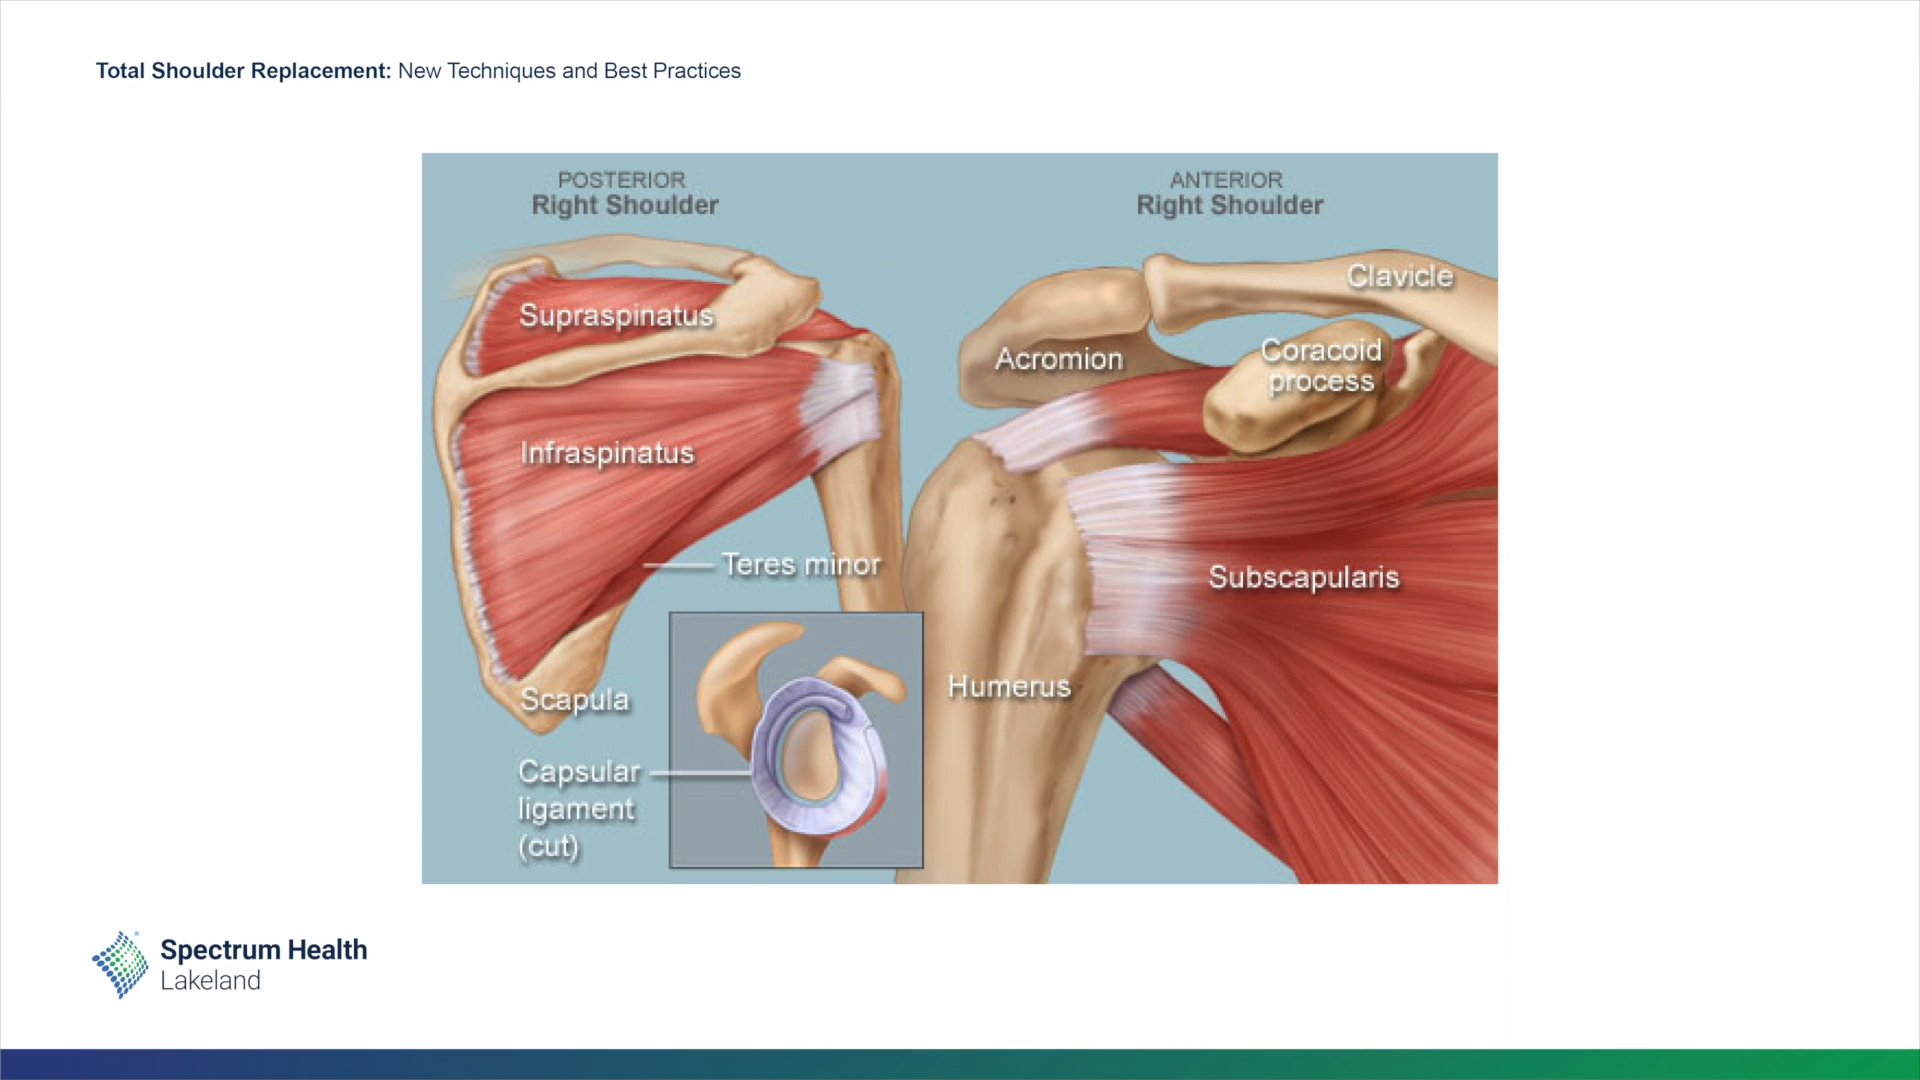 Total Shoulder Replacement: New Techniques and Best Practices
POSTERIOR
Right Shoulder
Supraspinatus
Infraspinatus
Teres minor
Scapula
Capsular
ligament
(cut)
ANTERIOR
Right Shoulder
Clavicle
Acromion
Coracoid
process
Subscapularis
Humerus
Spectrum Health
Lakeland